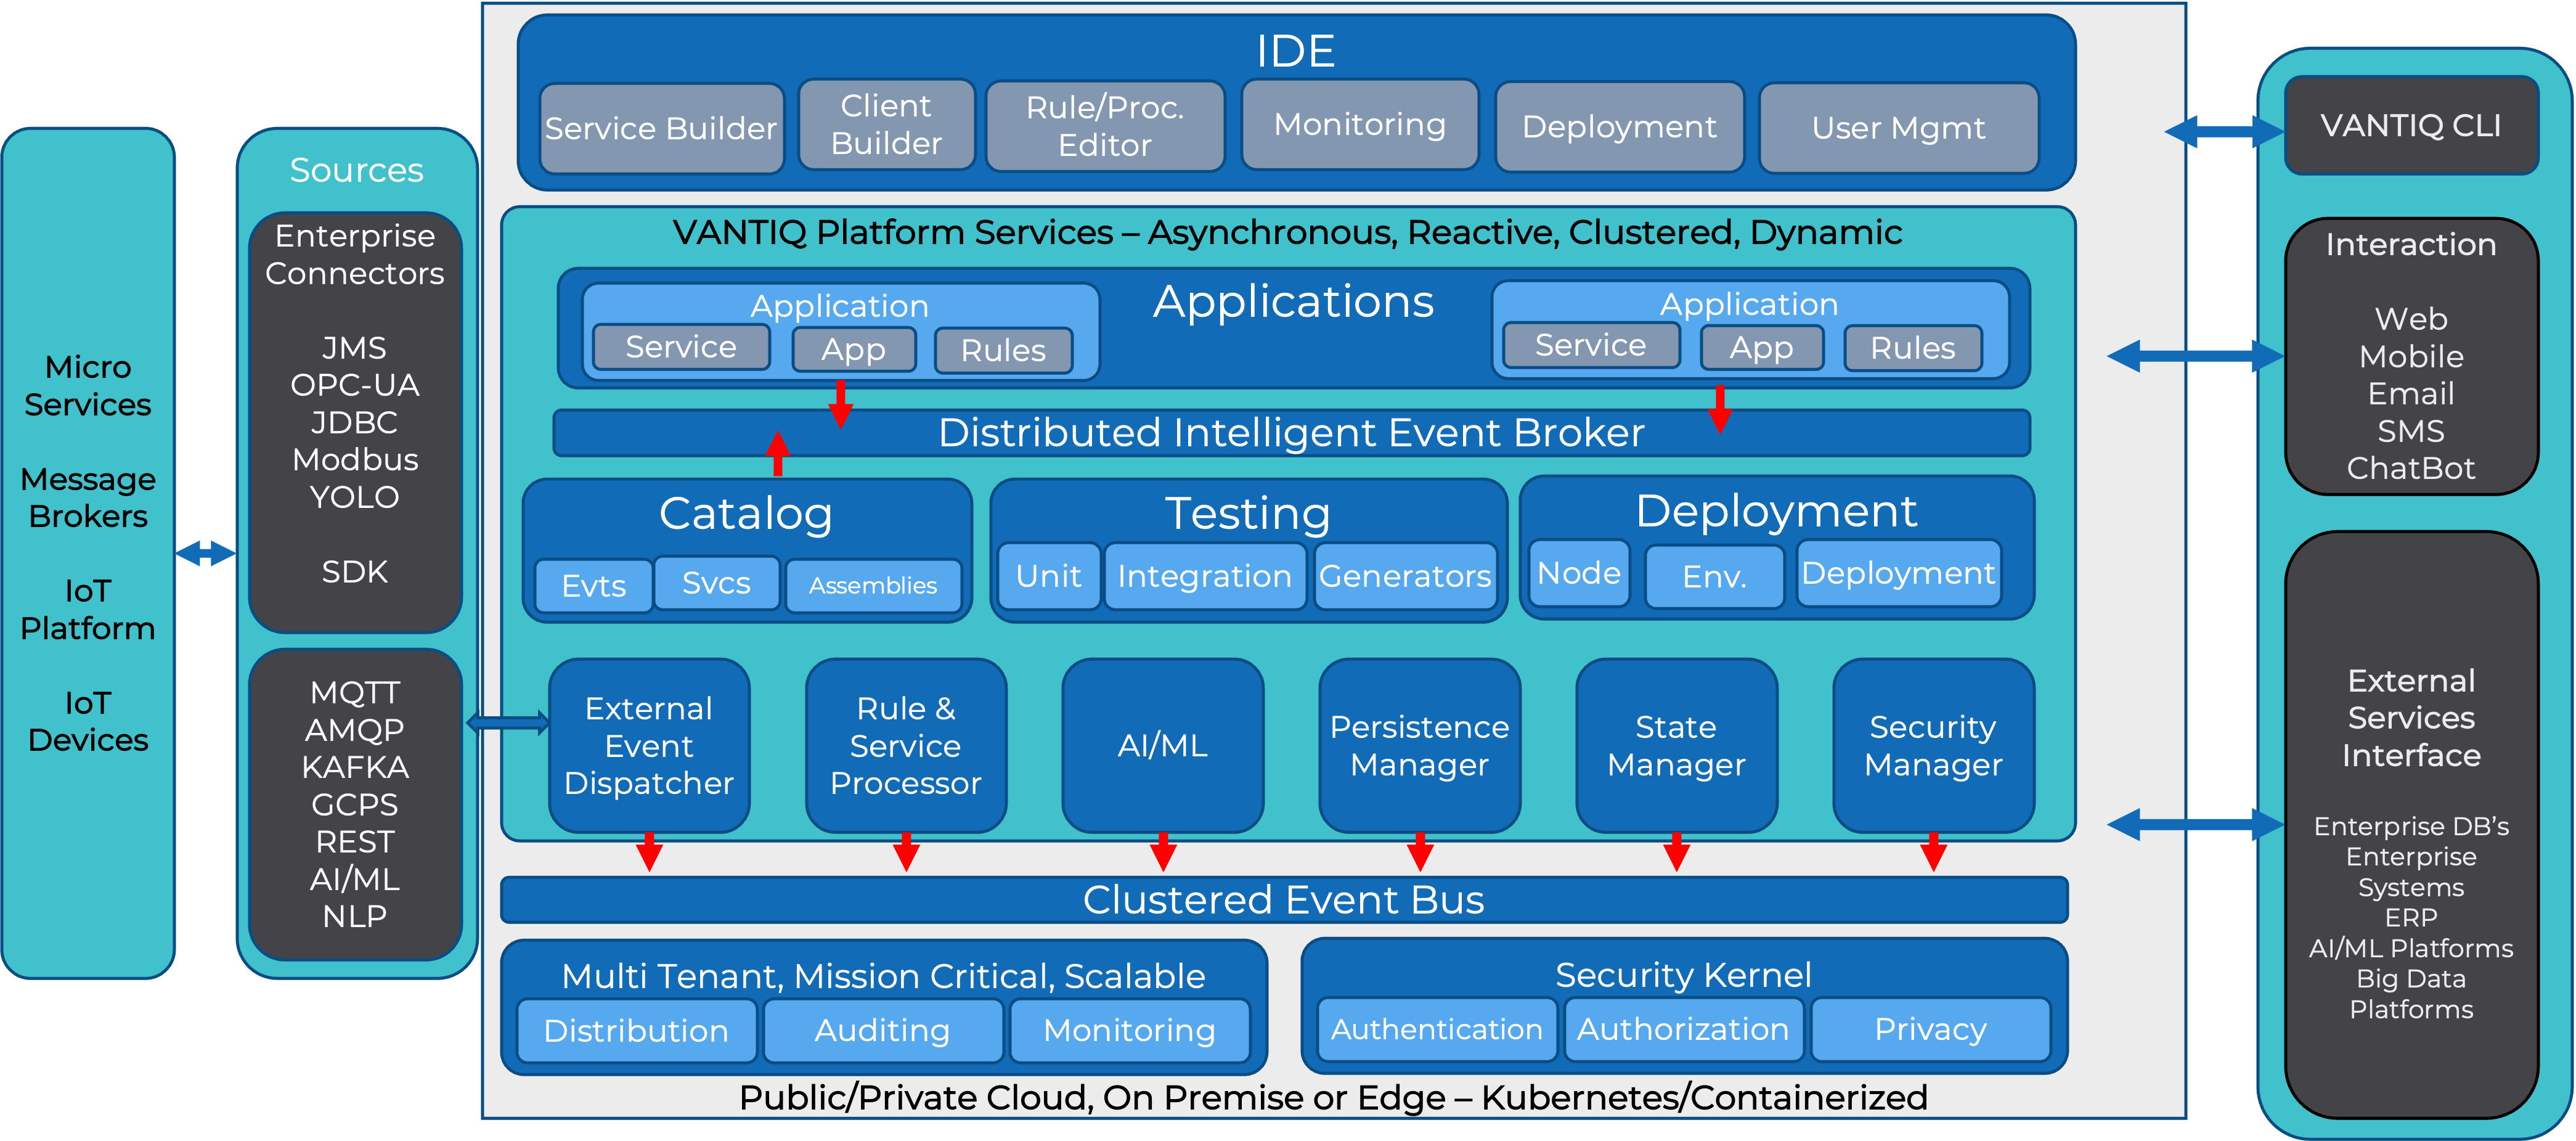 Micro
Services
Message
Brokers
IoT
Platform
IoT
Devices
Sources
Enterprise
Connectors
JMS
OPC-UA
JDBC
Modbus
YOLO
SDK
MQTT
AMQP
KAFKA
GCPS
REST
AI/ML
NLP
IDE
Service Builder
Client
Builder
Rule/Proc.
Editor
Monitoring
Deployment
User Mgmt
VANTIQ Platform Services – Asynchronous, Reactive, Clustered, Dynamic
Applications
Application
Service
App
Rules
Application
Service
App
Rules
Distributed Intelligent Event Broker
Catalog
Evts
Svcs
Assemblies
Testing
Unit
Integration
Generators
Deployment
Node
Env.
Deployment
External
Event
Dispatcher
Rule &
Service
Processor
AI/ML
Persistence
Manager
State
Manager
Security
Manager
Clustered Event Bus
Multi Tenant, Mission Critical, Scalable
Distribution
Auditing
Monitoring
Security Kernel
Authentication
Authorization
Privacy
Public/Private Cloud, On Premise or Edge – Kubernetes/Containerized
VANTIQ CLI
Interaction
Web
Mobile
Email
SMS
ChatBot
External
Services
Interface
Enterprise DB’s
Enterprise
Systems
ERP
AI/ML Platforms
Big Data
Platforms